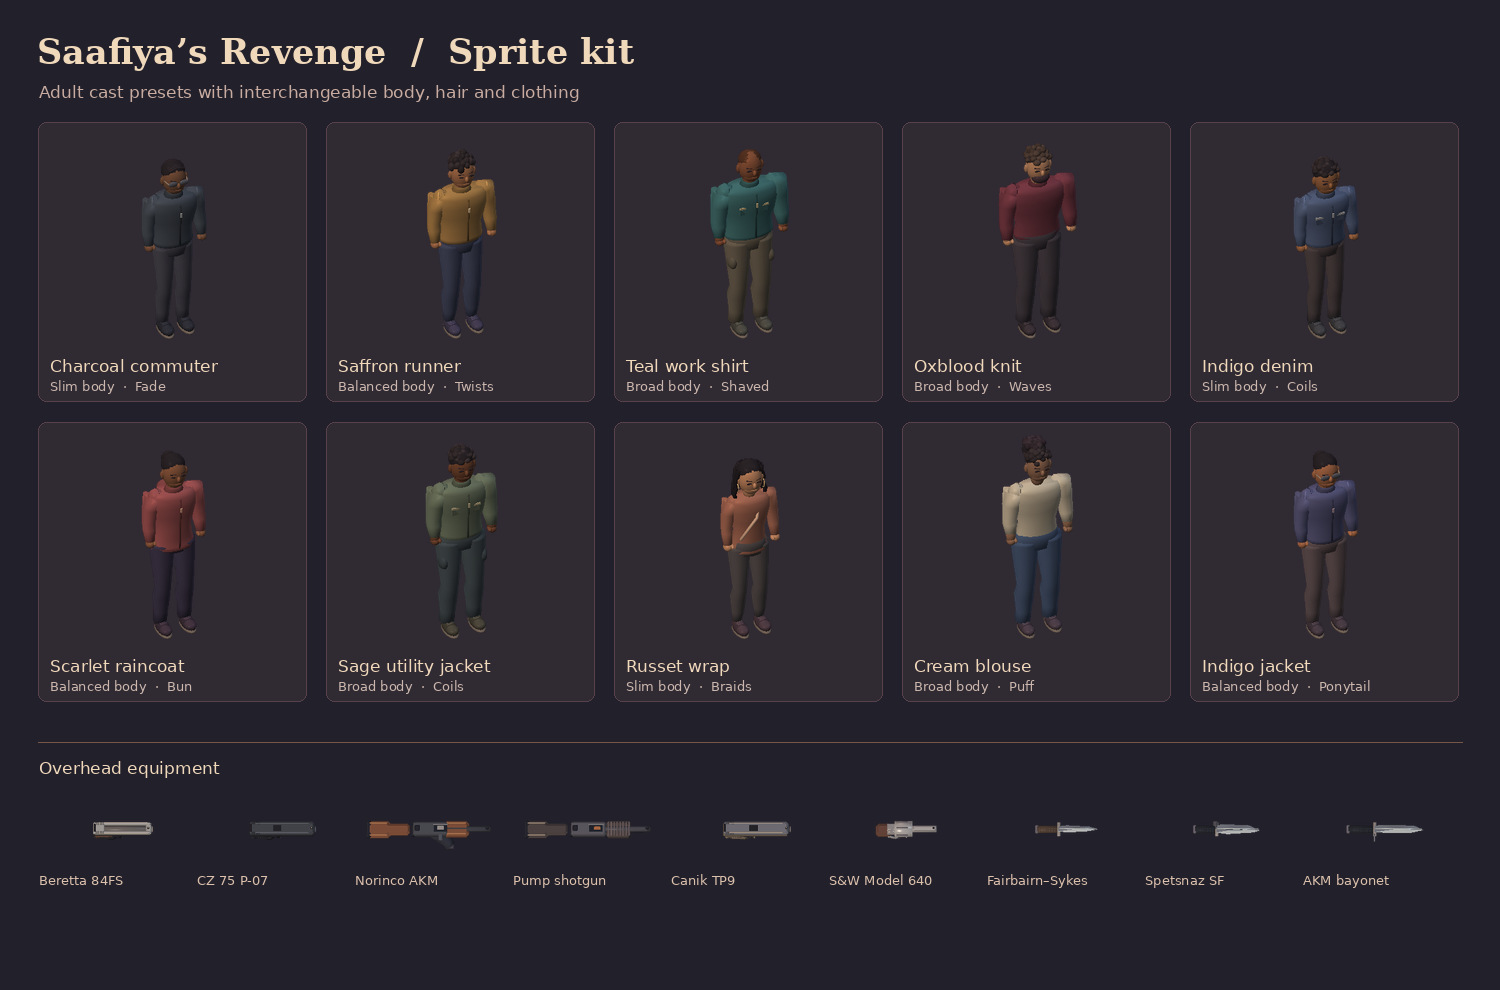 Saafiya’s Revenge / Sprite kit
Adult cast presets with interchangeable body, hair and clothing
Charcoal commuter
Slim body · Fade
Saffron runner
Balanced body · Twists
Teal work shirt
Broad body · Shaved
Oxblood knit
Broad body · Waves
Indigo denim
Slim body · Coils
Scarlet raincoat
Balanced body · Bun
Sage utility jacket
Broad body · Coils
Russet wrap
Slim body · Braids
Cream blouse
Broad body · Puff
Indigo jacket
Balanced body · Ponytail
Overhead equipment
Beretta 84FS
CZ 75 P-07
Norinco AKM
Pump shotgun
Canik TP9
S&W Model 640
Fairbairn–Sykes
Spetsnaz SF
AKM bayonet